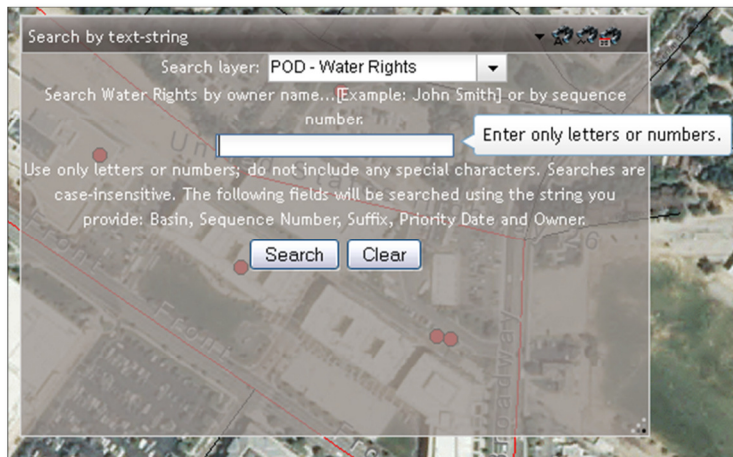 Search by text-string
Search layer: POD - Water Rights
Search Water Rights by owner name...[Example: John Smith] or by sequence
number.
Enter only letters or numbers.
Use only letters or numbers; do not include any special characters. Searches are
case-insensitive. The following fields will be searched using the string you
provide: Basin, Sequence Number, Suffix, Priority Date and Owner.
Search Clear
Front
Broadway